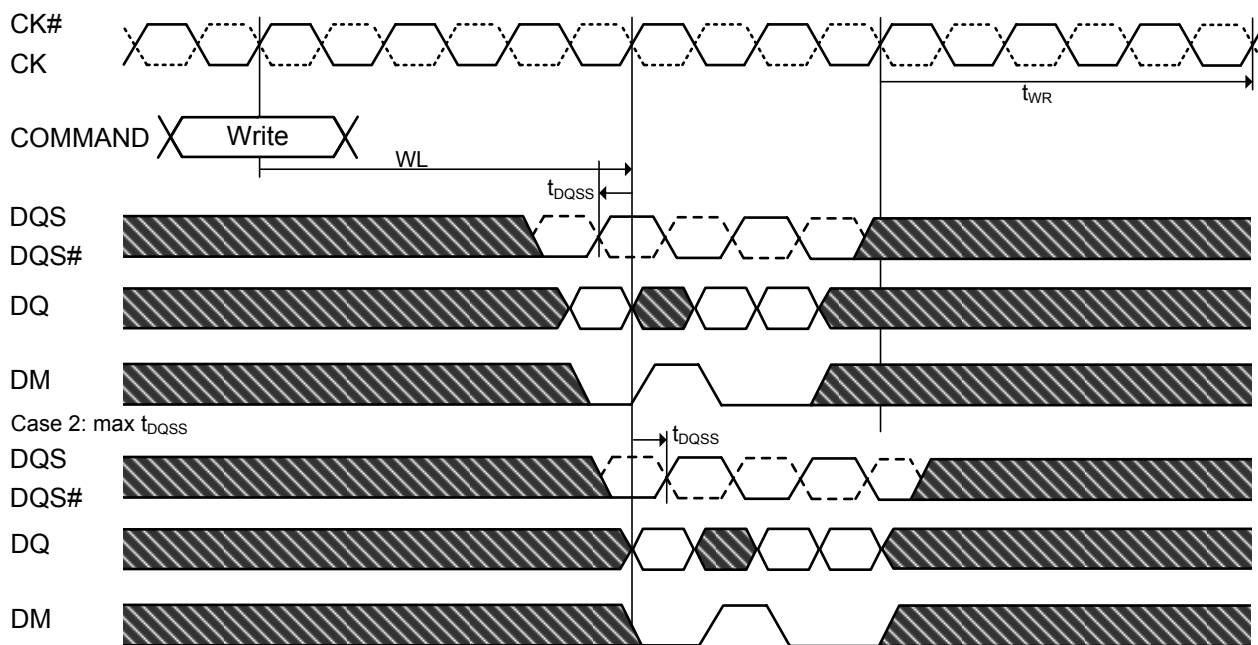 CK#
CK
tWR
COMMAND Write
WL
tDQSS
DQS
DQS#
DQ
DM
Case 2: max tDQSS
tDQSS
DQS
DQS#
DQ
DM